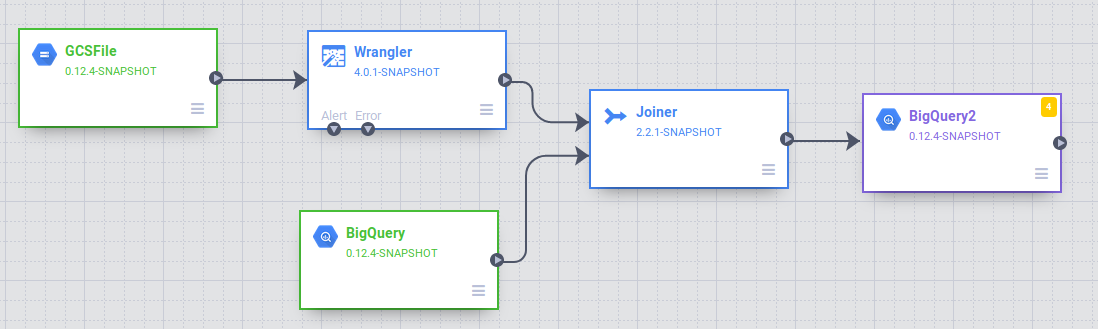 GCSFile
0.12.4-SNAPSHOT
Wrangler
4.0.1-SNAPSHOT
Alert Error
BigQuery
0.12.4-SNAPSHOT
Joiner
2.2.1-SNAPSHOT
4
BigQuery2
0.12.4-SNAPSHOT